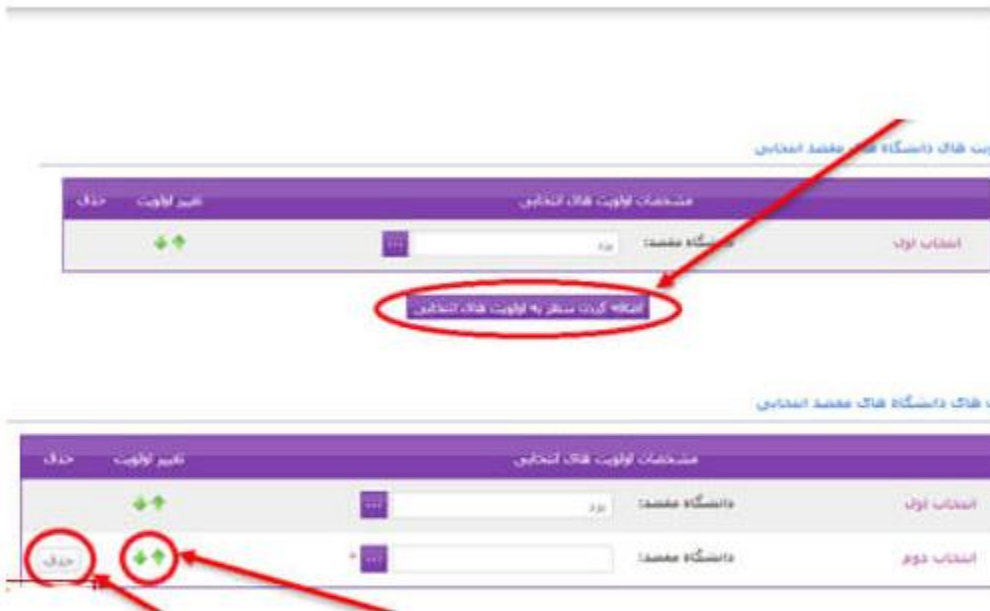 های دانشگاه های مقصد انتخابی
مشخصات اولویت های انتخابی تغییر اولویت حذف
انتخاب اول دانشگاه مقصد: یزد ...
اضافه کردن سطر به اولویت های انتخابی
های دانشگاه های مقصد انتخابی
مشخصات اولویت های انتخابی تغییر اولویت حذف
انتخاب اول دانشگاه مقصد: یزد ...
انتخاب دوم دانشگاه مقصد: ... * حذف